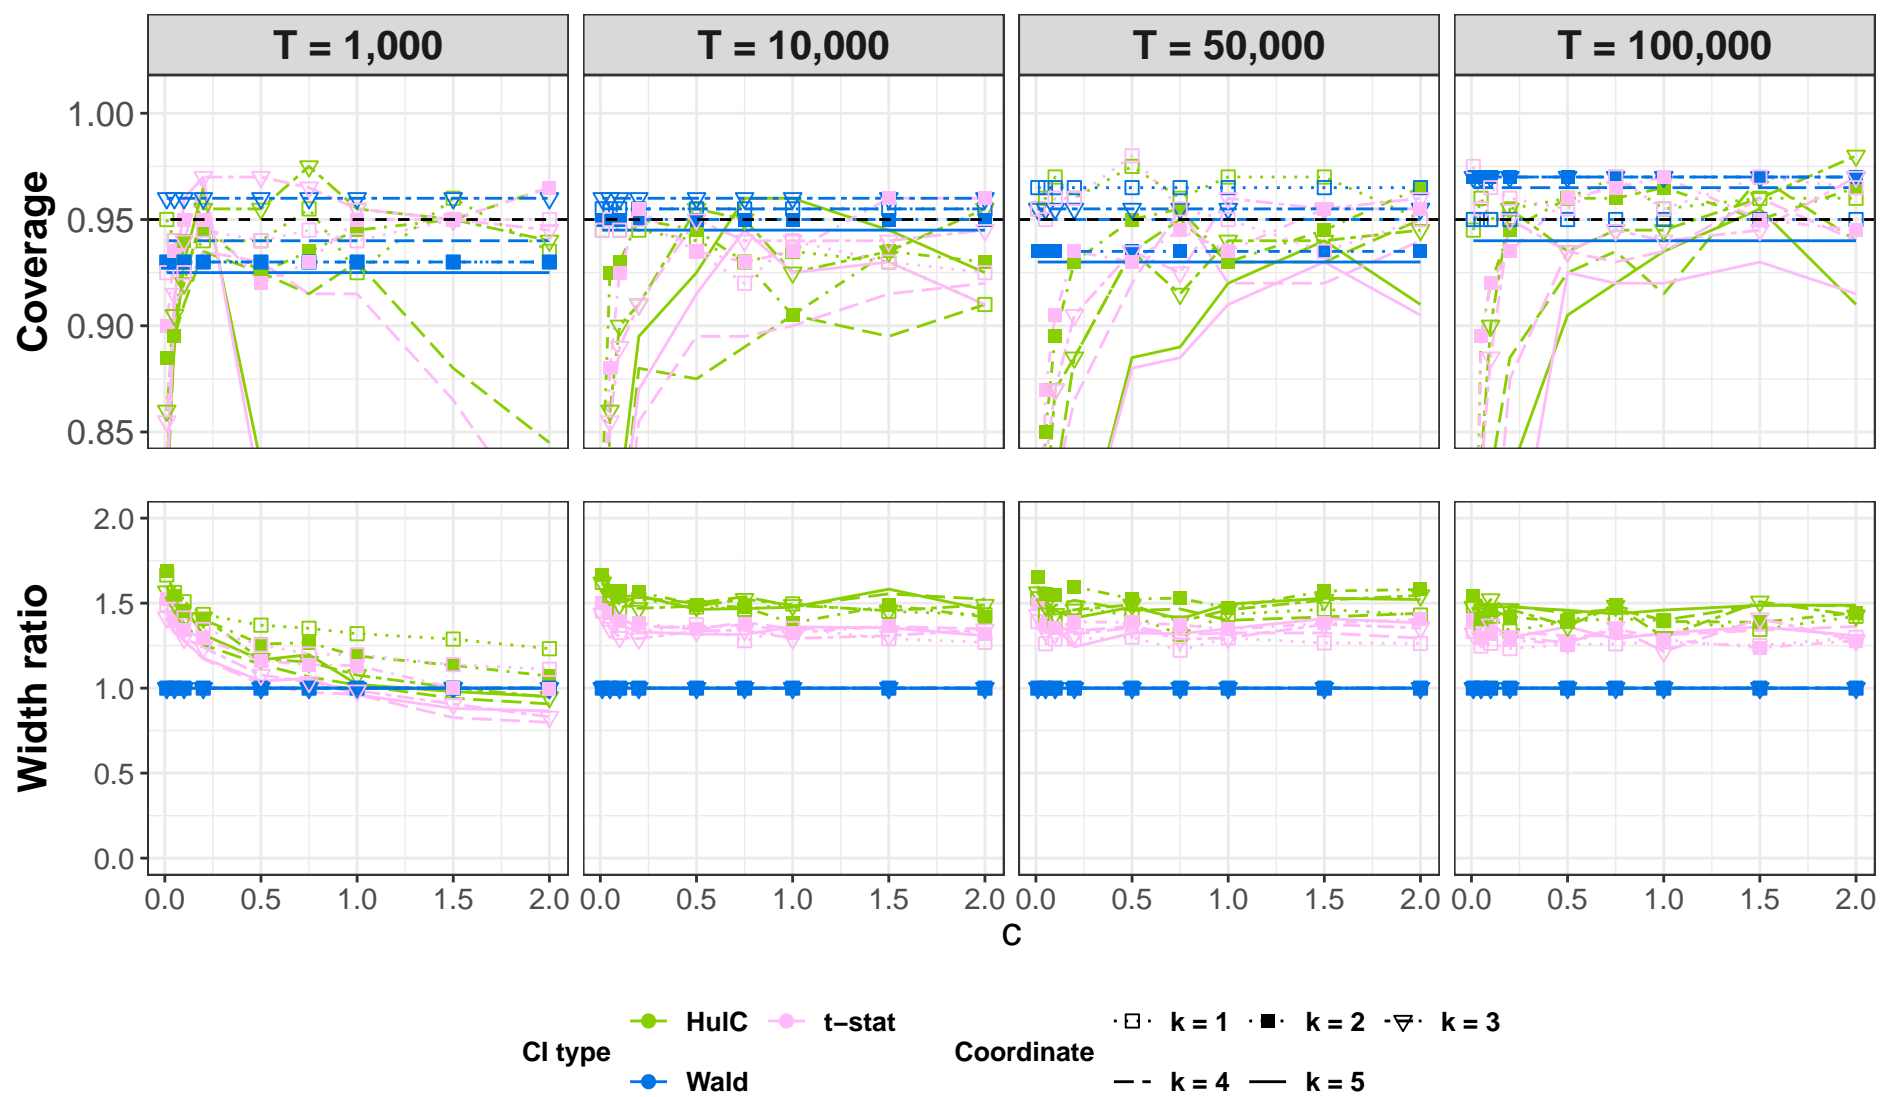 T = 1,000 T = 10,000 T = 50,000 T = 100,000
Coverage
1.00
0.95
0.90
0.85
Width ratio
2.0
1.5
1.0
0.5
0.0
0.0 0.5 1.0 1.5 2.0 0.0 0.5 1.0 1.5 2.0 0.0 0.5 1.0 1.5 2.0 0.0 0.5 1.0 1.5 2.0
c
CI type
HulC t−stat
Wald
Coordinate
k = 1 k = 2 k = 3
k = 4 k = 5